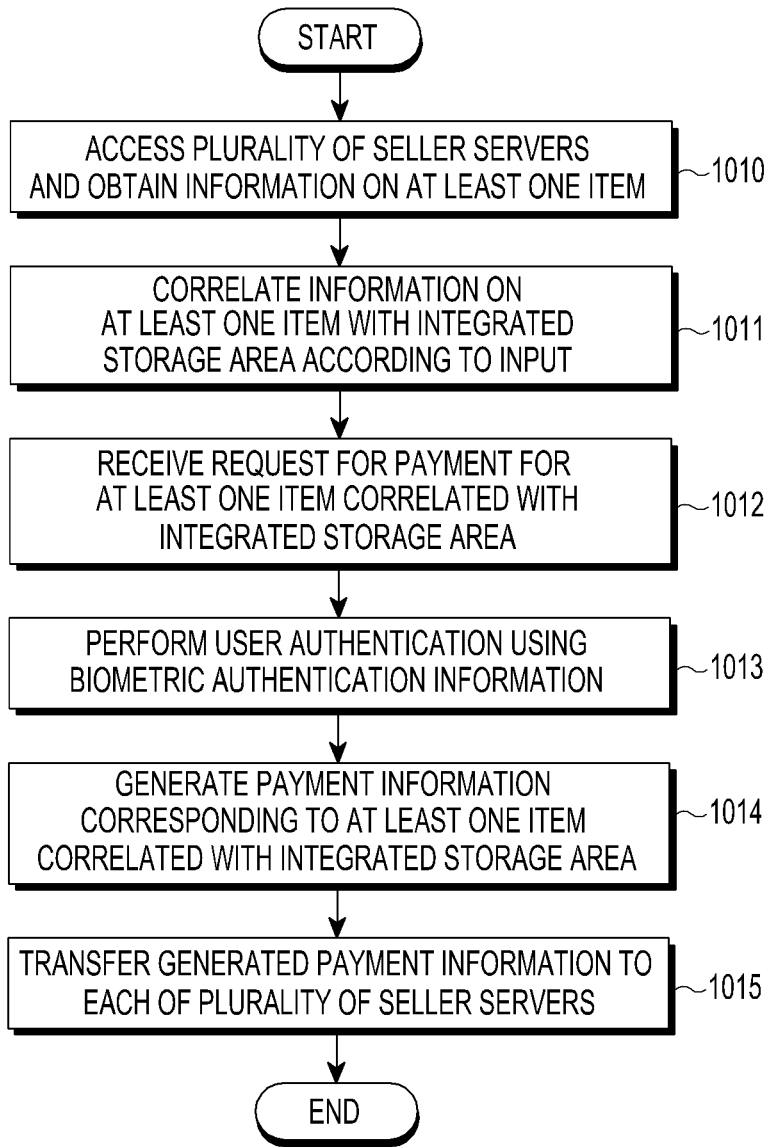 START
ACCESS PLURALITY OF SELLER SERVERS
AND OBTAIN INFORMATION ON AT LEAST ONE ITEM
1010
CORRELATE INFORMATION ON
AT LEAST ONE ITEM WITH INTEGRATED
STORAGE AREA ACCORDING TO INPUT
1011
RECEIVE REQUEST FOR PAYMENT FOR
AT LEAST ONE ITEM CORRELATED WITH
INTEGRATED STORAGE AREA
1012
PERFORM USER AUTHENTICATION USING
BIOMETRIC AUTHENTICATION INFORMATION
1013
GENERATE PAYMENT INFORMATION
CORRESPONDING TO AT LEAST ONE ITEM
CORRELATED WITH INTEGRATED STORAGE AREA
1014
TRANSFER GENERATED PAYMENT INFORMATION TO
EACH OF PLURALITY OF SELLER SERVERS
1015
END